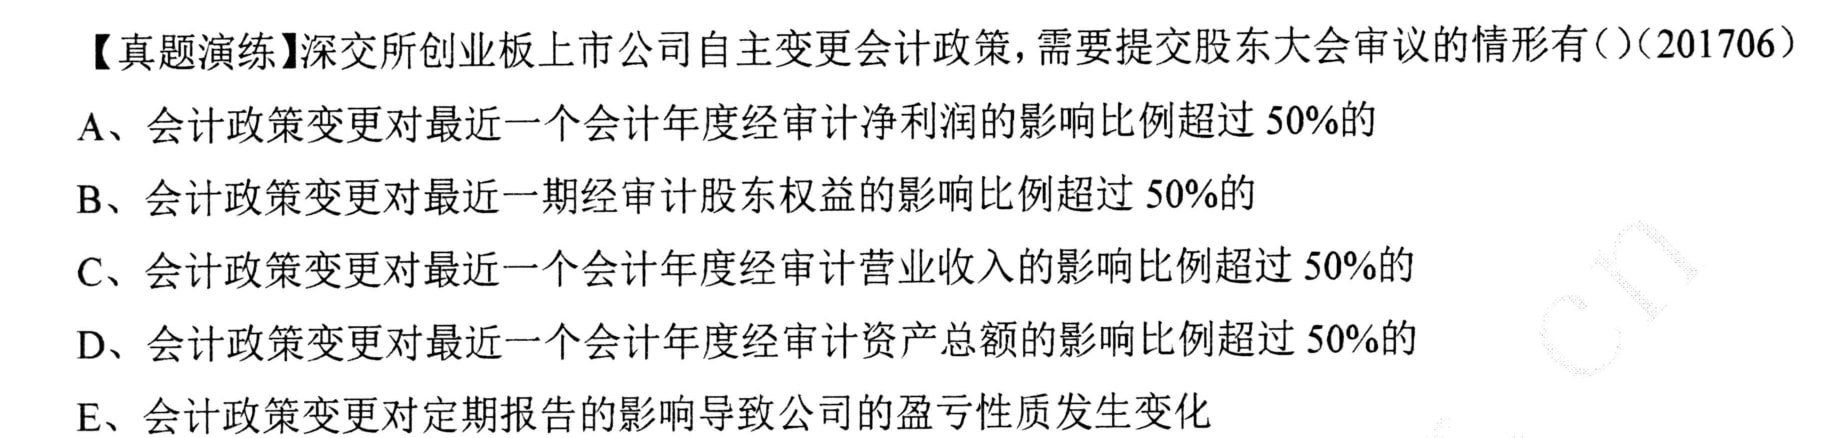 【真题演练】深交所创业板上市公司自主变更会计政策，需要提交股东大会审议的情形有（）（201706）
A、会计政策变更对最近一个会计年度经审计净利润的影响比例超过 50%的
B、会计政策变更对最近一期经审计股东权益的影响比例超过 50%的
C、会计政策变更对最近一个会计年度经审计营业收入的影响比例超过 50%的
D、会计政策变更对最近一个会计年度经审计资产总额的影响比例超过 50%的
E、会计政策变更对定期报告的影响导致公司的盈亏性质发生变化
cn